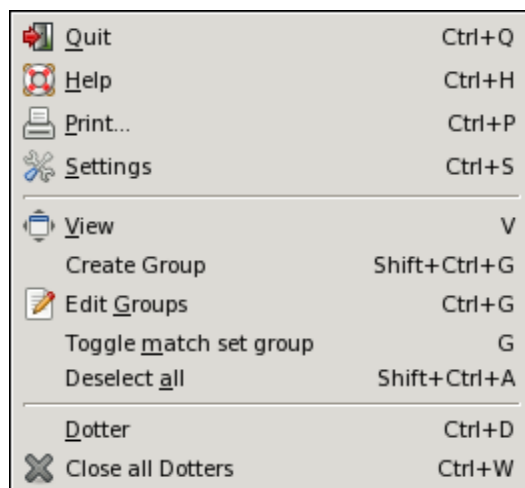 Quit Ctrl+Q
Help Ctrl+H
Print... Ctrl+P
Settings Ctrl+S
View V
Create Group Shift+Ctrl+G
Edit Groups Ctrl+G
Toggle match set group G
Deselect all Shift+Ctrl+A
Dotter Ctrl+D
Close all Dotters Ctrl+W